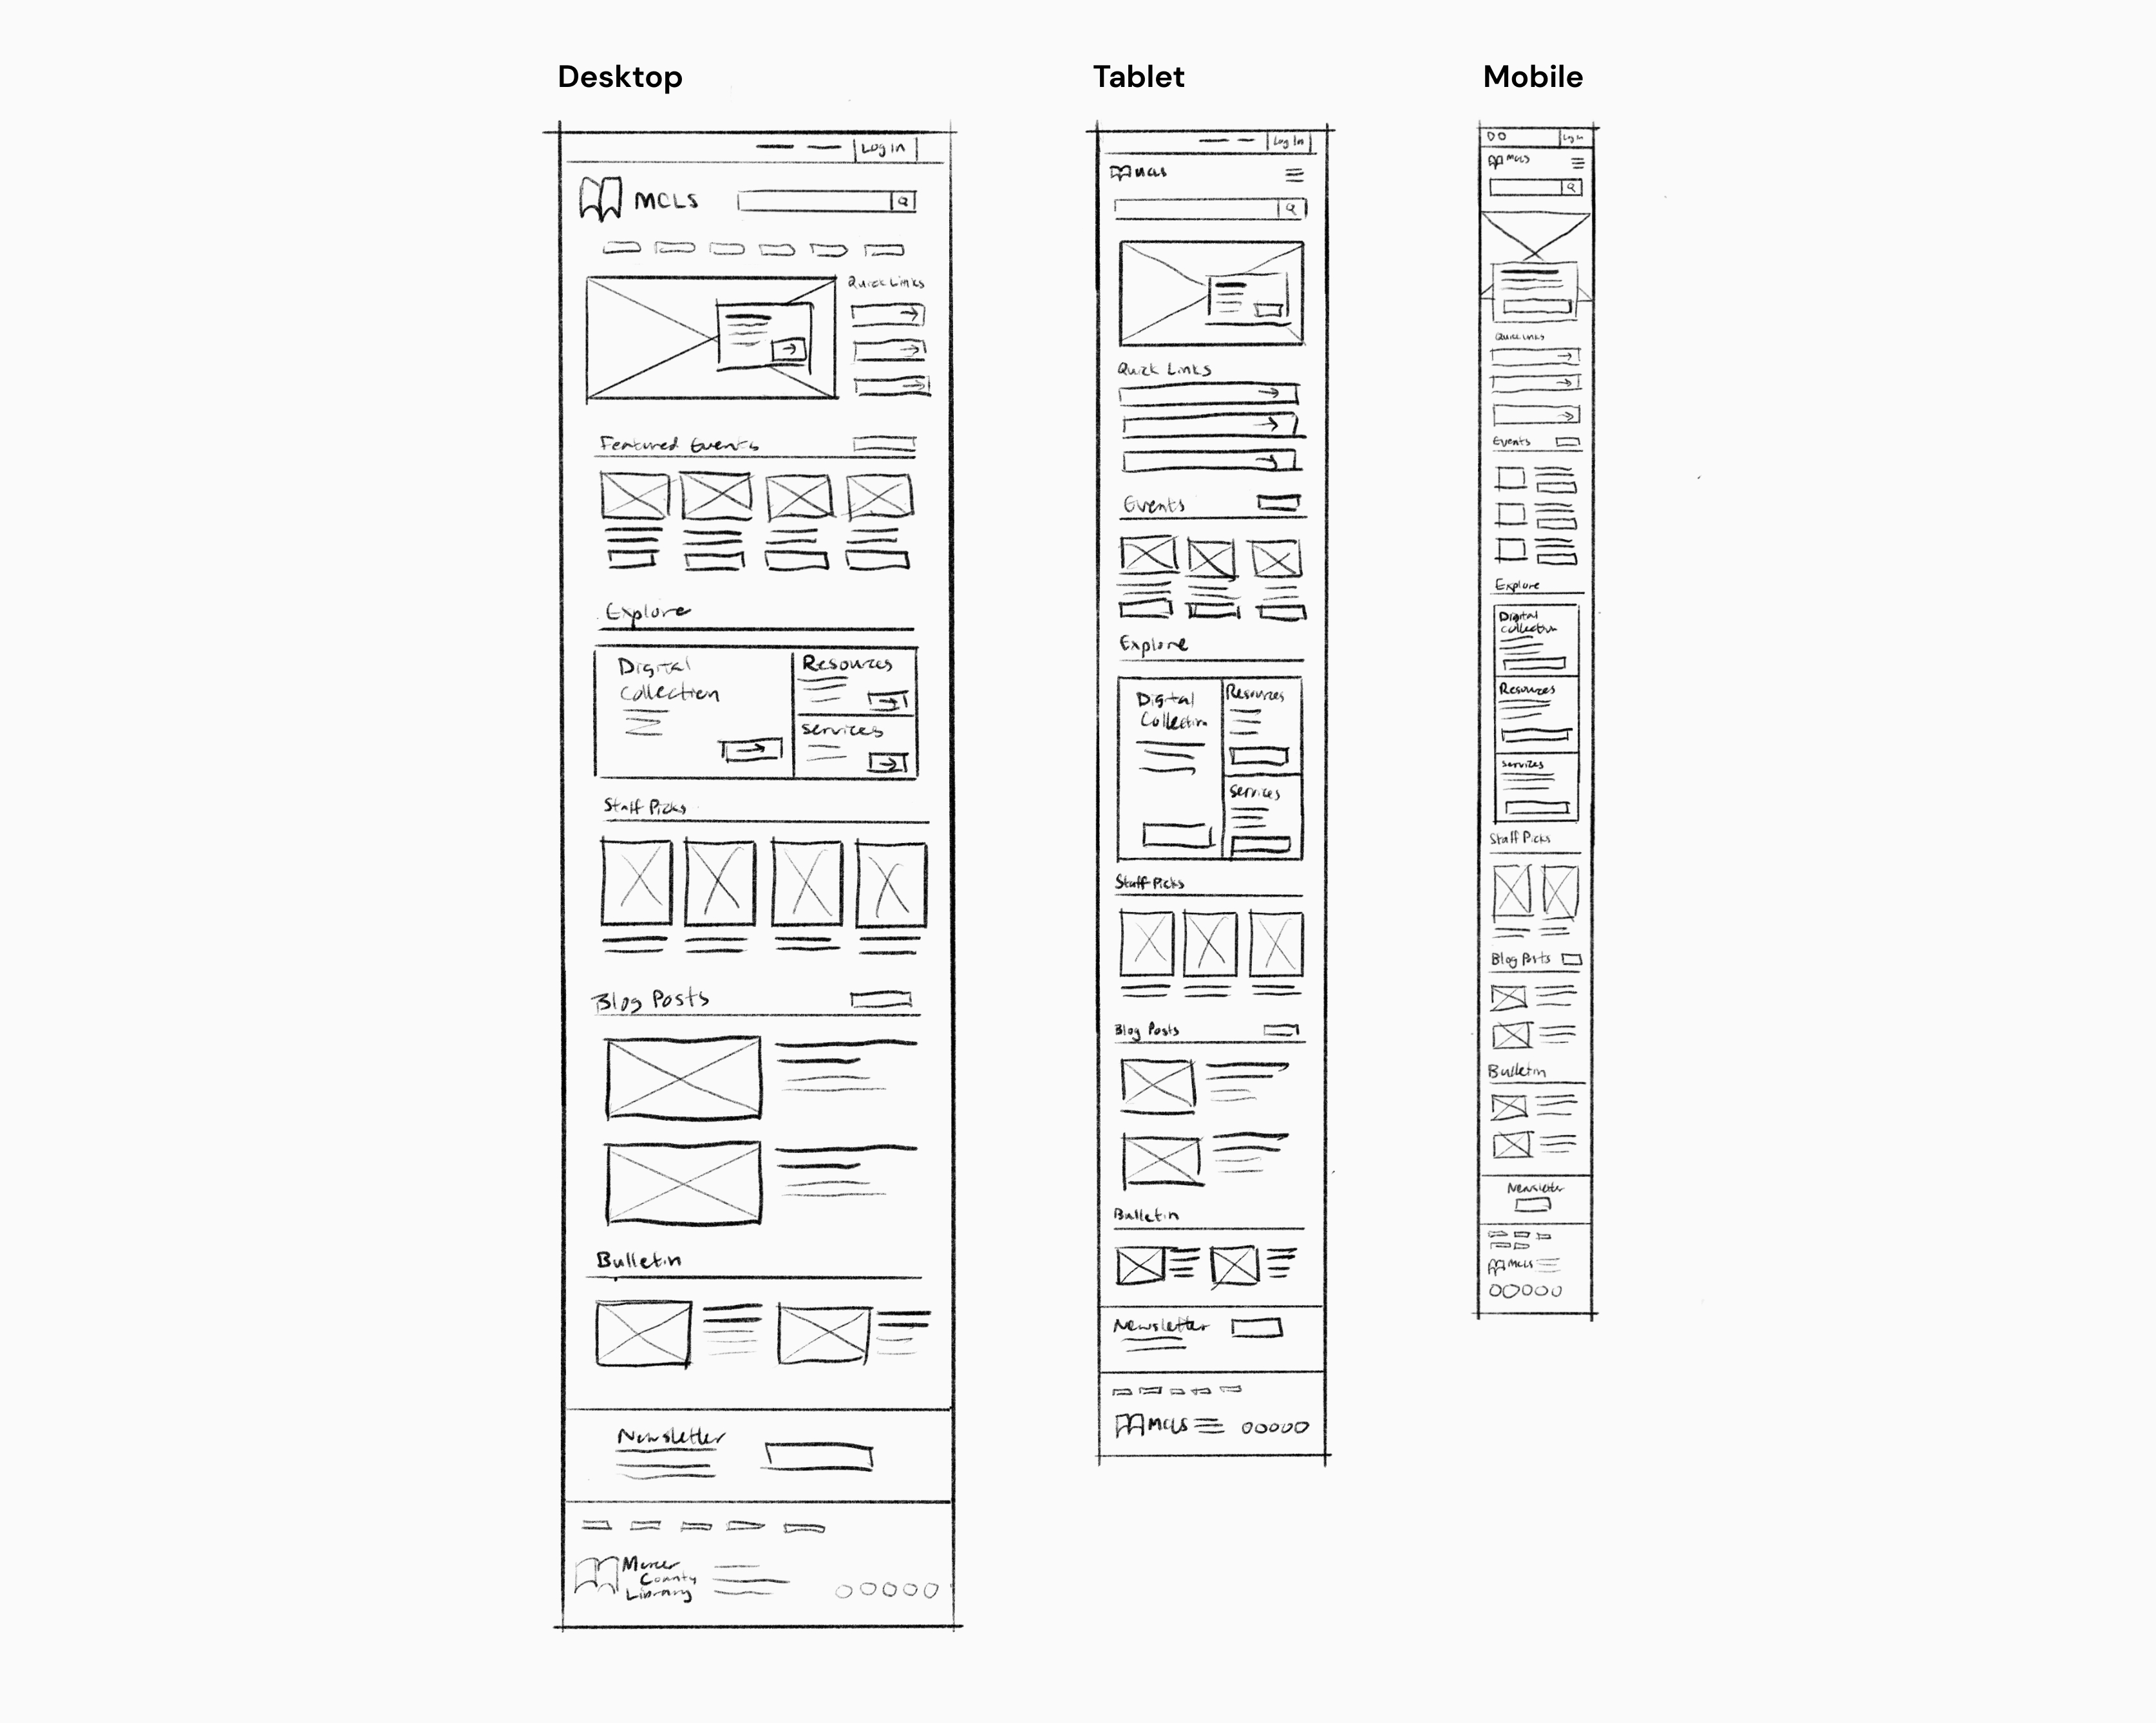 Desktop
Log In
MCLS
Quick Links
Featured Events
Explore
Digital
Collection
Resources
Services
Staff Picks
Blog Posts
Bulletin
Newsletter
Mercer
County
Library
Tablet
Log In
MCLS
Quick Links
Events
Explore
Digital
Collection
Resources
Services
Staff Picks
Blog Posts
Bulletin
Newsletter
MCLS
Mobile
Log In
MCLS
Quick Links
Events
Explore
Digital
Collection
Resources
Services
Staff Picks
Blog Posts
Bulletin
Newsletter
MCLS